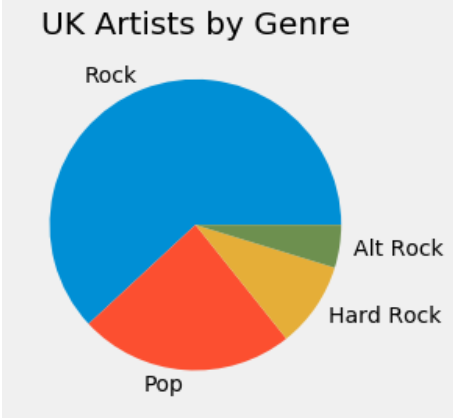 UK Artists by Genre
Rock
Alt Rock
Hard Rock
Pop